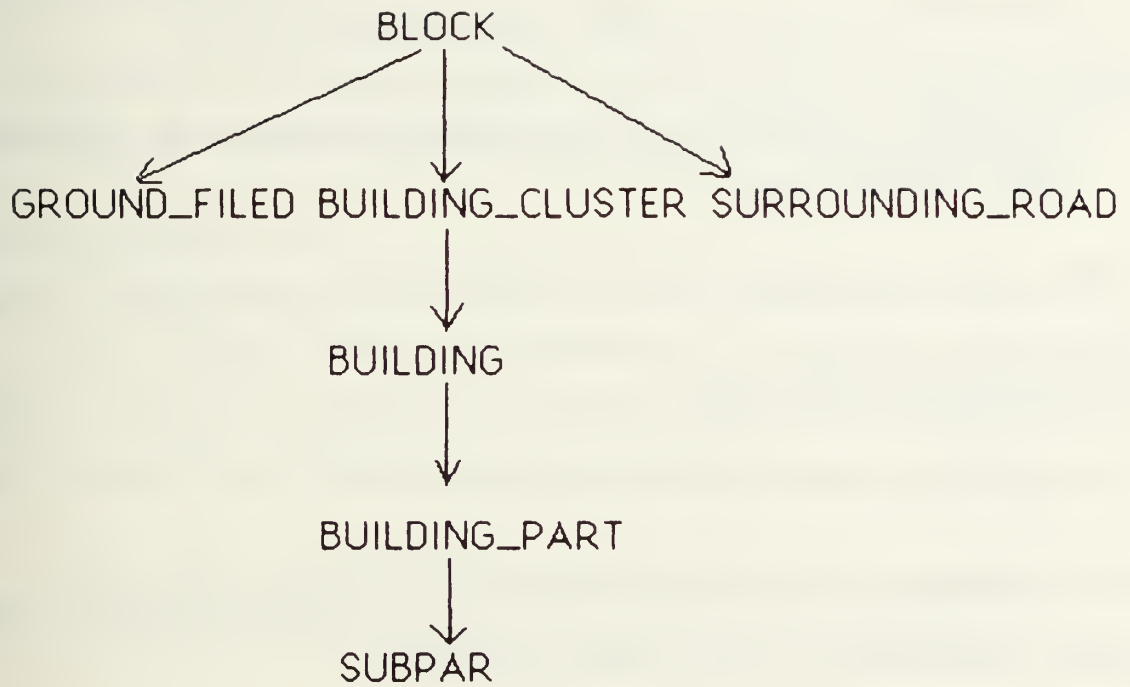 BLOCK
GROUND_FILED BUILDING_CLUSTER SURROUNDING_ROAD
BUILDING
BUILDING_PART
SUBPAR